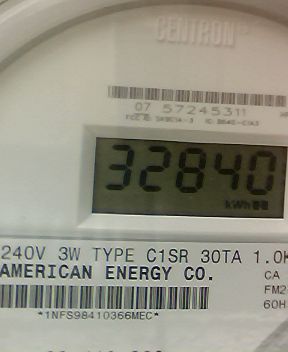 CENTRON
07 57245311
32840
kWh
240V 3W TYPE C1SR 30TA 1.0K
AMERICAN ENERGY CO.
CA
FM2
60H
*1NFS98410366MEC*